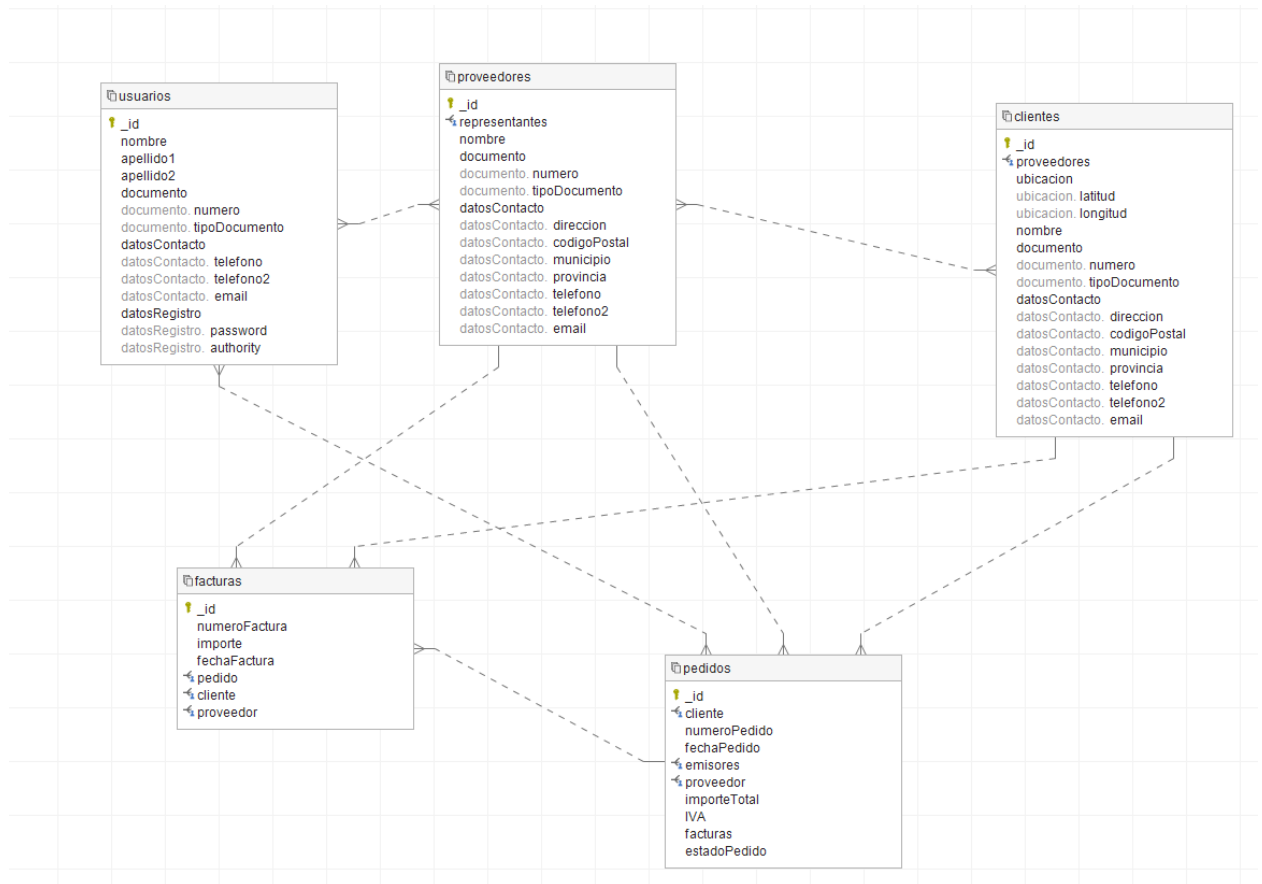 usuarios
_id
nombre
apellido1
apellido2
documento
documento. numero
documento. tipoDocumento
datosContacto
datosContacto. telefono
datosContacto. telefono2
datosContacto. email
datosRegistro
datosRegistro. password
datosRegistro. authority
proveedores
_id
representantes
nombre
documento
documento. numero
documento. tipoDocumento
datosContacto
datosContacto. direccion
datosContacto. codigoPostal
datosContacto. municipio
datosContacto. provincia
datosContacto. telefono
datosContacto. telefono2
datosContacto. email
clientes
_id
proveedores
ubicacion
ubicacion. latitud
ubicacion. longitud
nombre
documento
documento. numero
documento. tipoDocumento
datosContacto
datosContacto. direccion
datosContacto. codigoPostal
datosContacto. municipio
datosContacto. provincia
datosContacto. telefono
datosContacto. telefono2
datosContacto. email
facturas
_id
numeroFactura
importe
fechaFactura
pedido
cliente
proveedor
pedidos
_id
cliente
numeroPedido
fechaPedido
emisores
proveedor
importeTotal
IVA
facturas
estadoPedido